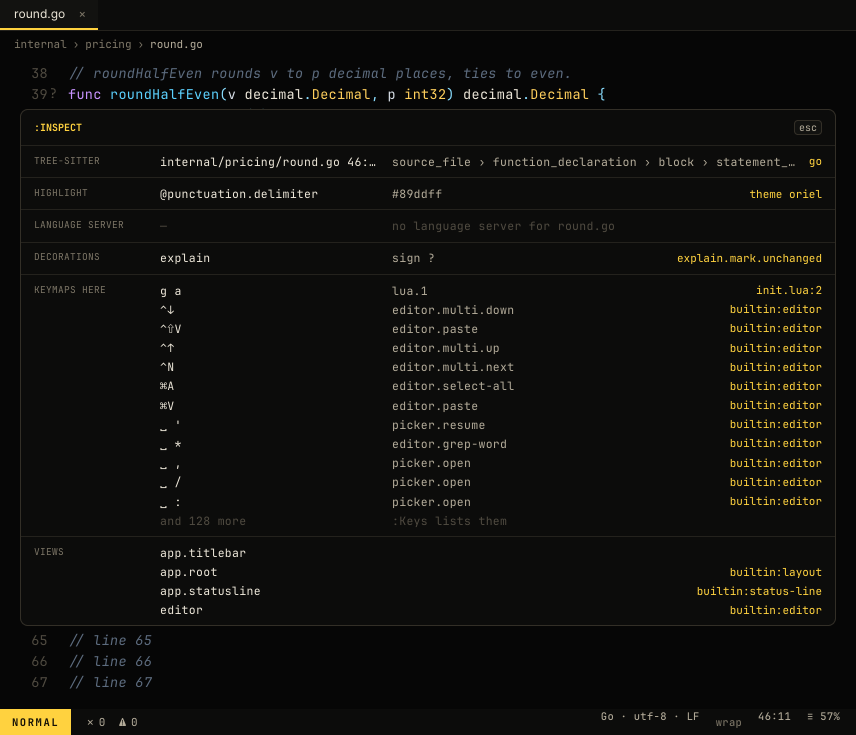 round.go ×
internal › pricing › round.go
38 // roundHalfEven rounds v to p decimal places, ties to even.
39? func roundHalfEven(v decimal.Decimal, p int32) decimal.Decimal {
:INSPECT esc
TREE-SITTER internal/pricing/round.go 46:… source_file › function_declaration › block › statement_… go
HIGHLIGHT @punctuation.delimiter #89ddff theme oriel
LANGUAGE SERVER — no language server for round.go
DECORATIONS explain sign ? explain.mark.unchanged
KEYMAPS HERE g a lua.1 init.lua:2
^↓ editor.multi.down builtin:editor
^⇧V editor.paste builtin:editor
^↑ editor.multi.up builtin:editor
^N editor.multi.next builtin:editor
⌘A editor.select-all builtin:editor
⌘V editor.paste builtin:editor
⎵ ' picker.resume builtin:editor
⎵ * editor.grep-word builtin:editor
⎵ , picker.open builtin:editor
⎵ / picker.open builtin:editor
⎵ : picker.open builtin:editor
and 128 more :Keys lists them
VIEWS app.titlebar
app.root builtin:layout
app.statusline builtin:status-line
editor builtin:editor
65 // line 65
66 // line 66
67 // line 67
NORMAL × 0 ▲ 0 Go · utf-8 · LF wrap 46:11 ≡ 57%